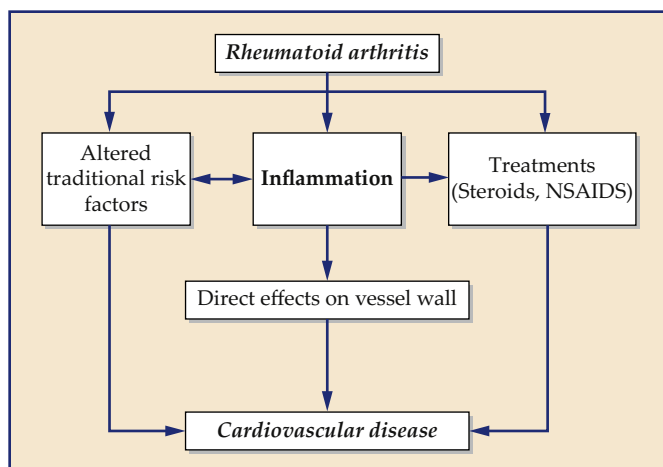 Rheumatoid arthritis
Altered
traditional risk
factors
Inflammation
Treatments
(Steroids, NSAIDS)
Direct effects on vessel wall
Cardiovascular disease